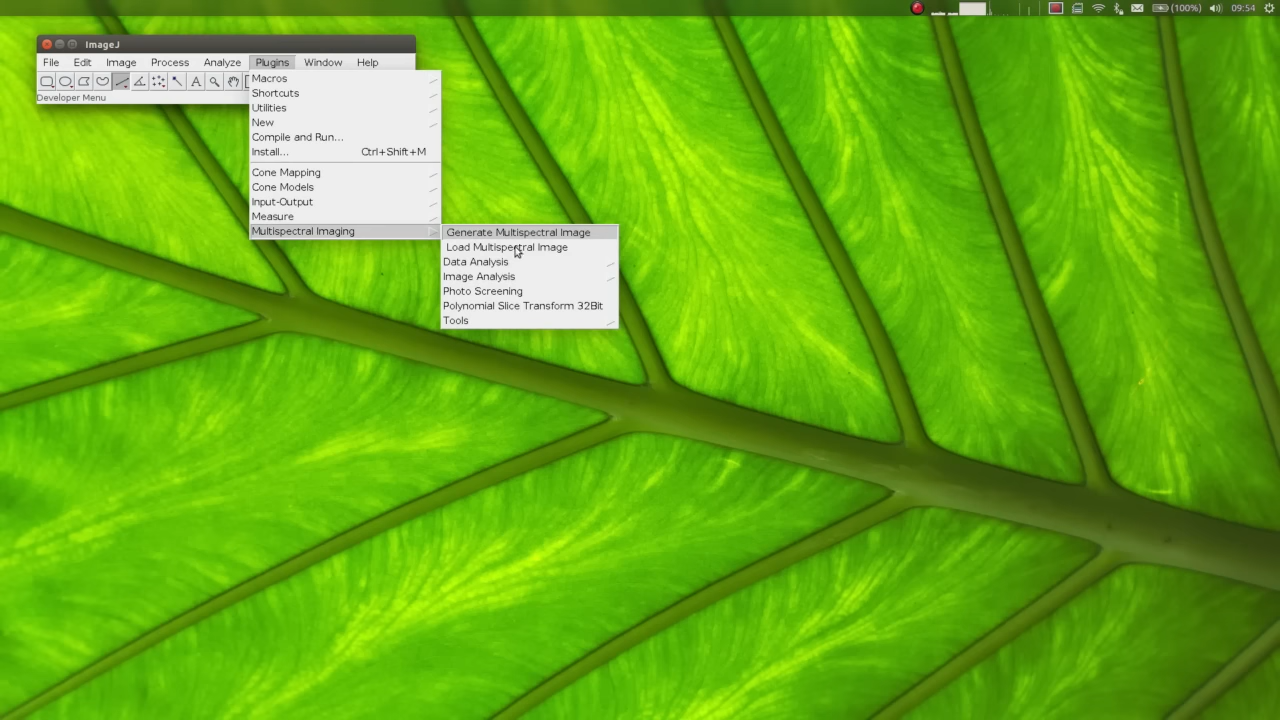 (100%) 09:54
ImageJ
File Edit Image Process Analyze Plugins Window Help
A
Developer Menu
Macros
Shortcuts
Utilities
New
Compile and Run...
Install... Ctrl+Shift+M
Cone Mapping
Cone Models
Input-Output
Measure
Multispectral Imaging
Generate Multispectral Image
Load Multispectral Image
Data Analysis
Image Analysis
Photo Screening
Polynomial Slice Transform 32Bit
Tools